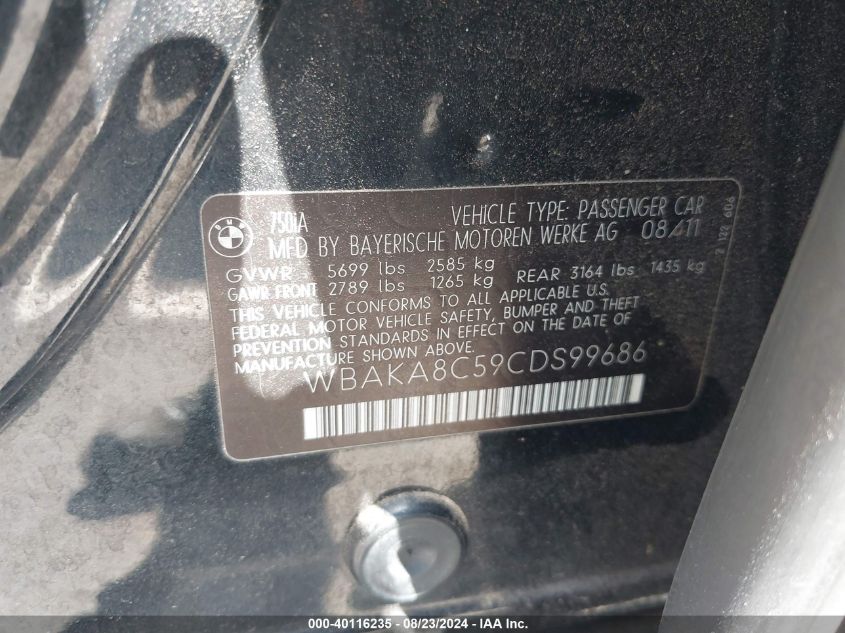 BMW
750iA VEHICLE TYPE: PASSENGER CAR
MFD BY BAYERISCHE MOTOREN WERKE AG 08/11
GVWR 5699 lbs 2585 kg
GAWR FRONT 2789 lbs 1265 kg REAR 3164 lbs 1435 kg
THIS VEHICLE CONFORMS TO ALL APPLICABLE U.S.
FEDERAL MOTOR VEHICLE SAFETY, BUMPER AND THEFT
PREVENTION STANDARDS IN EFFECT ON THE DATE OF
MANUFACTURE SHOWN ABOVE.
WBAKA8C59CDS99686
000-40116235 - 08/23/2024 - IAAI Corporate